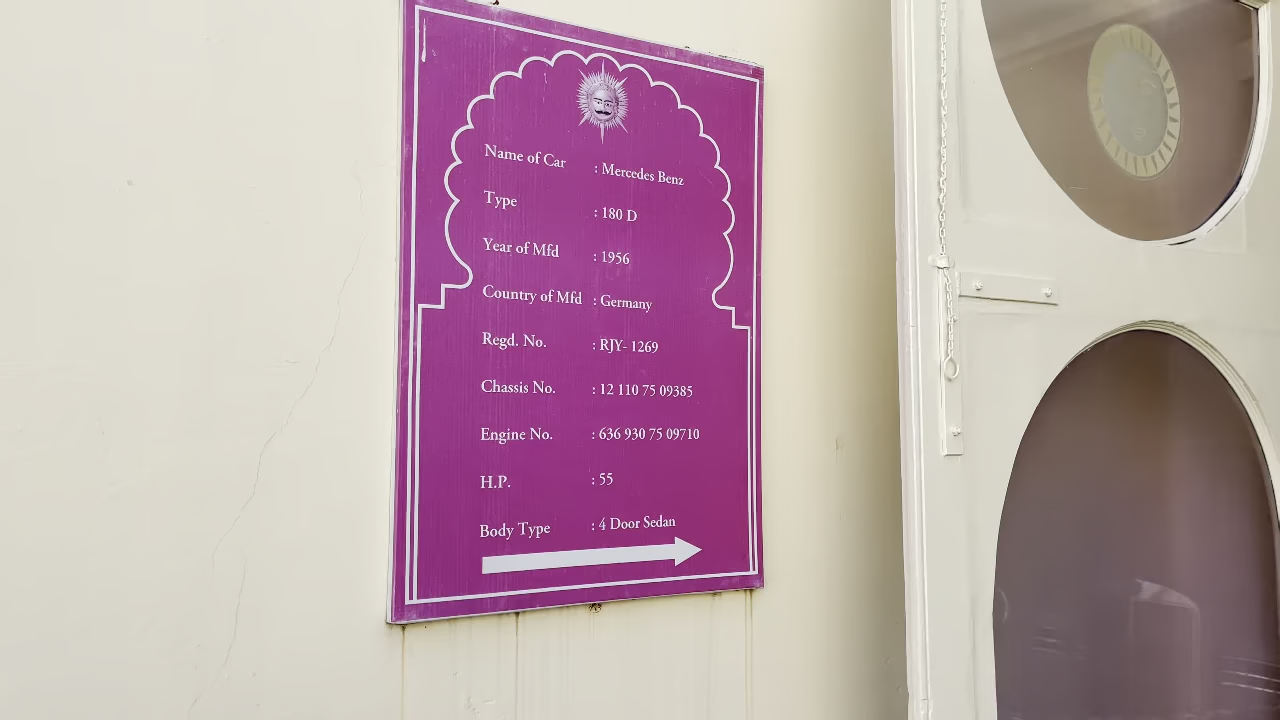 Name of Car : Mercedes Benz
Type : 180 D
Year of Mfd : 1956
Country of Mfd : Germany
Regd. No. : RJY- 1269
Chassis No. : 12 110 75 09385
Engine No. : 636 930 75 09710
H.P. : 55
Body Type : 4 Door Sedan